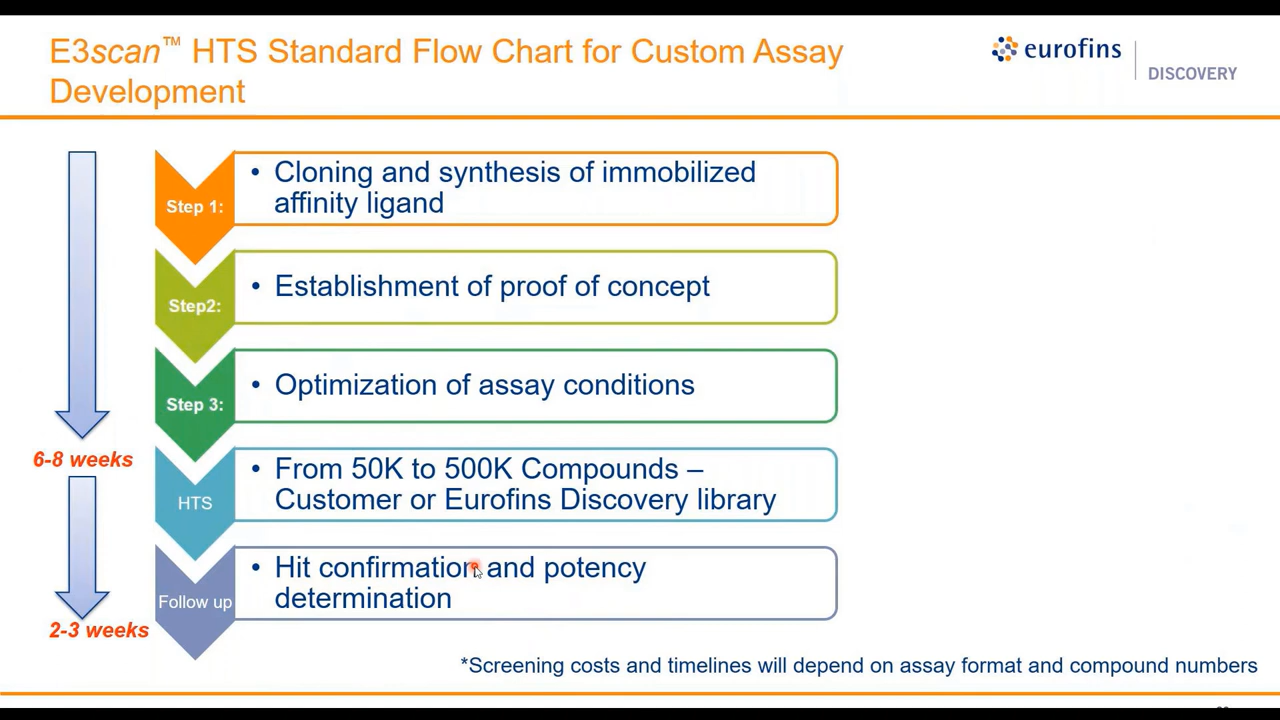 E3scan™ HTS Standard Flow Chart for Custom Assay
Development
eurofins
DISCOVERY
Step 1:
• Cloning and synthesis of immobilized
affinity ligand
Step2:
• Establishment of proof of concept
Step 3:
• Optimization of assay conditions
6-8 weeks
HTS
• From 50K to 500K Compounds –
Customer or Eurofins Discovery library
Follow up
• Hit confirmation and potency
determination
2-3 weeks
*Screening costs and timelines will depend on assay format and compound numbers